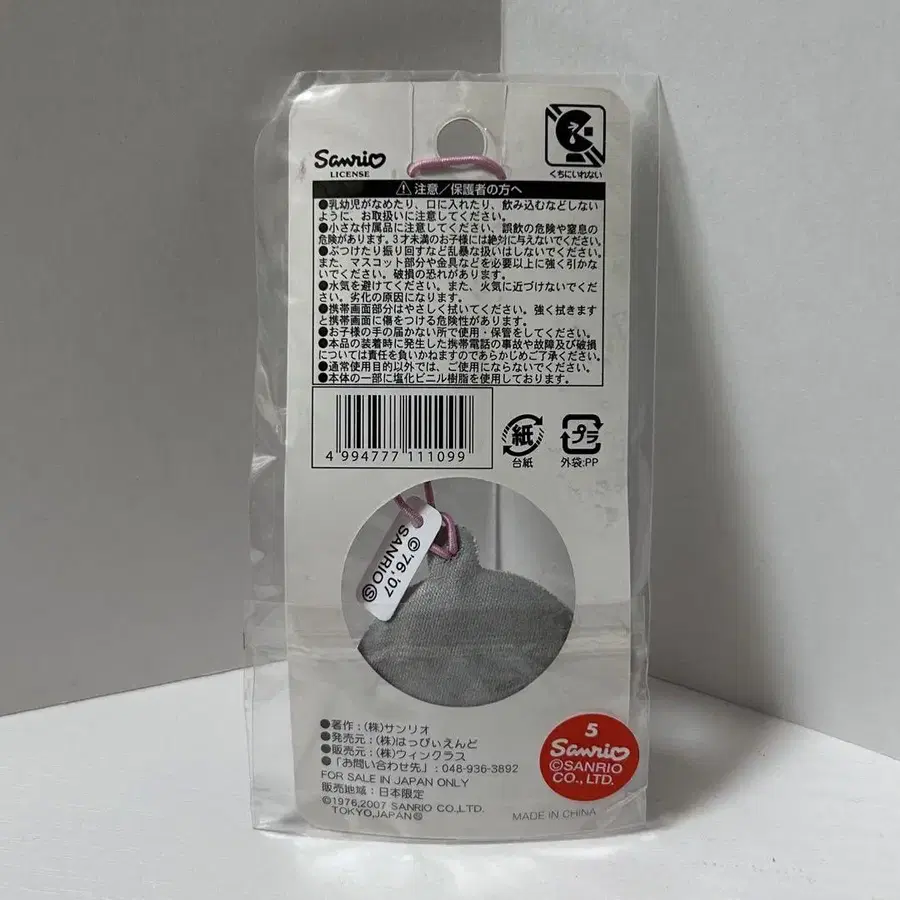 Sanrio
LICENSE
くちにいれない
⚠ 注意/保護者の方へ
●乳幼児がなめたり、口に入れたり、飲み込むなどしない
ように、お取扱いに注意してください。
●小さな付属品に注意してください、誤飲の危険や窒息の
危険があります。3才未満のお子様には絶対に与えないでください。
●ぶつけたり振り回すなど乱暴な扱いはしないでください。
また、マスコット部分や金具などを必要以上に強く引かな
いでください。破損の恐れがあります。
●水気を避けてください。また、火気に近づけないでくだ
さい。劣化の原因になります。
●携帯画面部分はやさしく拭いてください。強く拭きます
と携帯画面に傷をつける危険性があります。
●お子様の手の届かない所で使用・保管をしてください。
●本品の装着時に発生した携帯電話の事故や故障及び破損
については責任を負いかねますのであらかじめご了承ください。
●通常使用目的以外では、ご使用にならないでください。
●本体の一部に塩化ビニル樹脂を使用しております。
4 994777 111099
紙
台紙
プラ
外袋:PP
©'76,'07
SANRIOⓈ
●著作:(株)サンリオ
●発売元:(株)はっぴぃえんど
●販売元:(株)ウィングラス
●「お問い合わせ先」:048-936-3892
FOR SALE IN JAPAN ONLY
販売地域:日本限定
©1976,2007 SANRIO CO.,LTD.
TOKYO,JAPANⓈ
5
Sanrio
©SANRIO
CO., LTD.
MADE IN CHINA